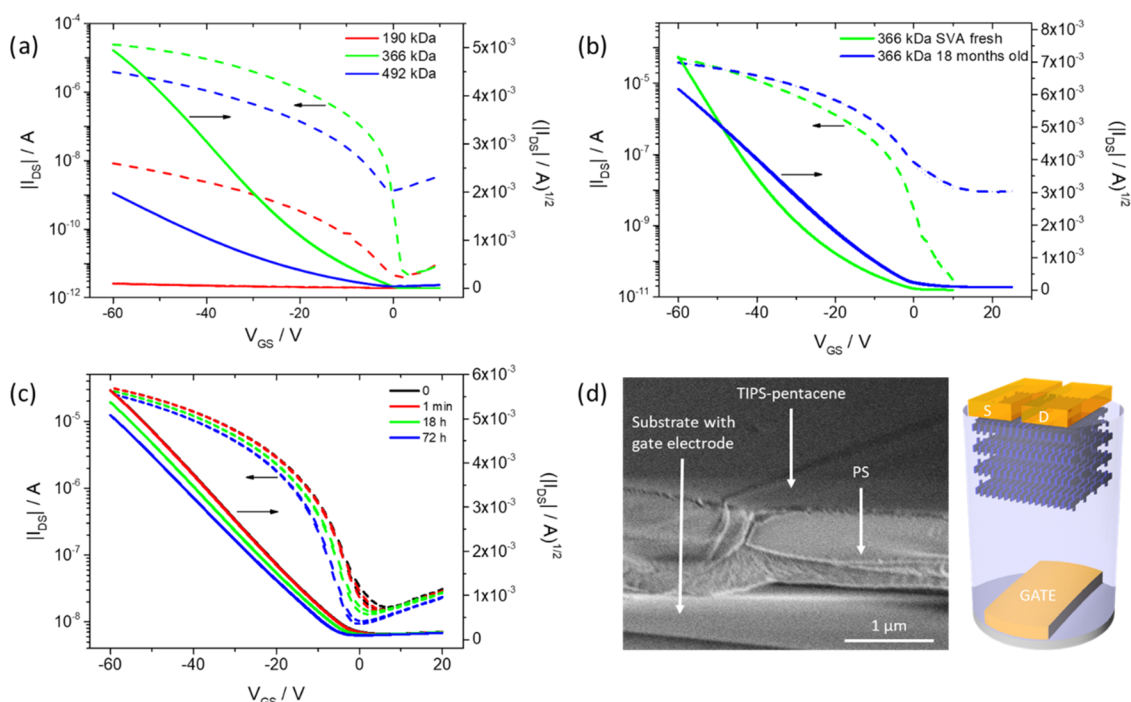 (a)
190 kDa
366 kDa
492 kDa
10⁻⁴
10⁻⁶
10⁻⁸
10⁻¹⁰
10⁻¹²
|I_DS| / A
5x10⁻³
4x10⁻³
3x10⁻³
2x10⁻³
1x10⁻³
0
(|I_DS| / A)^1/2
-60
-40
-20
0
V_GS / V
(b)
366 kDa SVA fresh
366 kDa 18 months old
10⁻⁵
10⁻⁷
10⁻⁹
10⁻¹¹
|I_DS| / A
8x10⁻³
7x10⁻³
6x10⁻³
5x10⁻³
4x10⁻³
3x10⁻³
2x10⁻³
1x10⁻³
0
(|I_DS| / A)^1/2
-60
-40
-20
0
20
V_GS / V
(c)
0
1 min
18 h
72 h
10⁻⁵
10⁻⁶
10⁻⁷
10⁻⁸
|I_DS| / A
6x10⁻³
5x10⁻³
4x10⁻³
3x10⁻³
2x10⁻³
1x10⁻³
0
(|I_DS| / A)^1/2
-60
-40
-20
0
20
V_GS / V
(d)
TIPS-pentacene
Substrate with
gate electrode
PS
1 µm
S
D
GATE